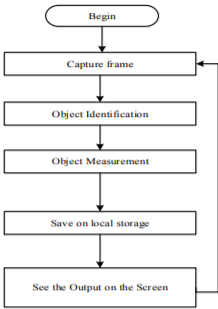 Begin
Capture frame
Object Identification
Object Measurement
Save on local storage
See the Output on the Screen